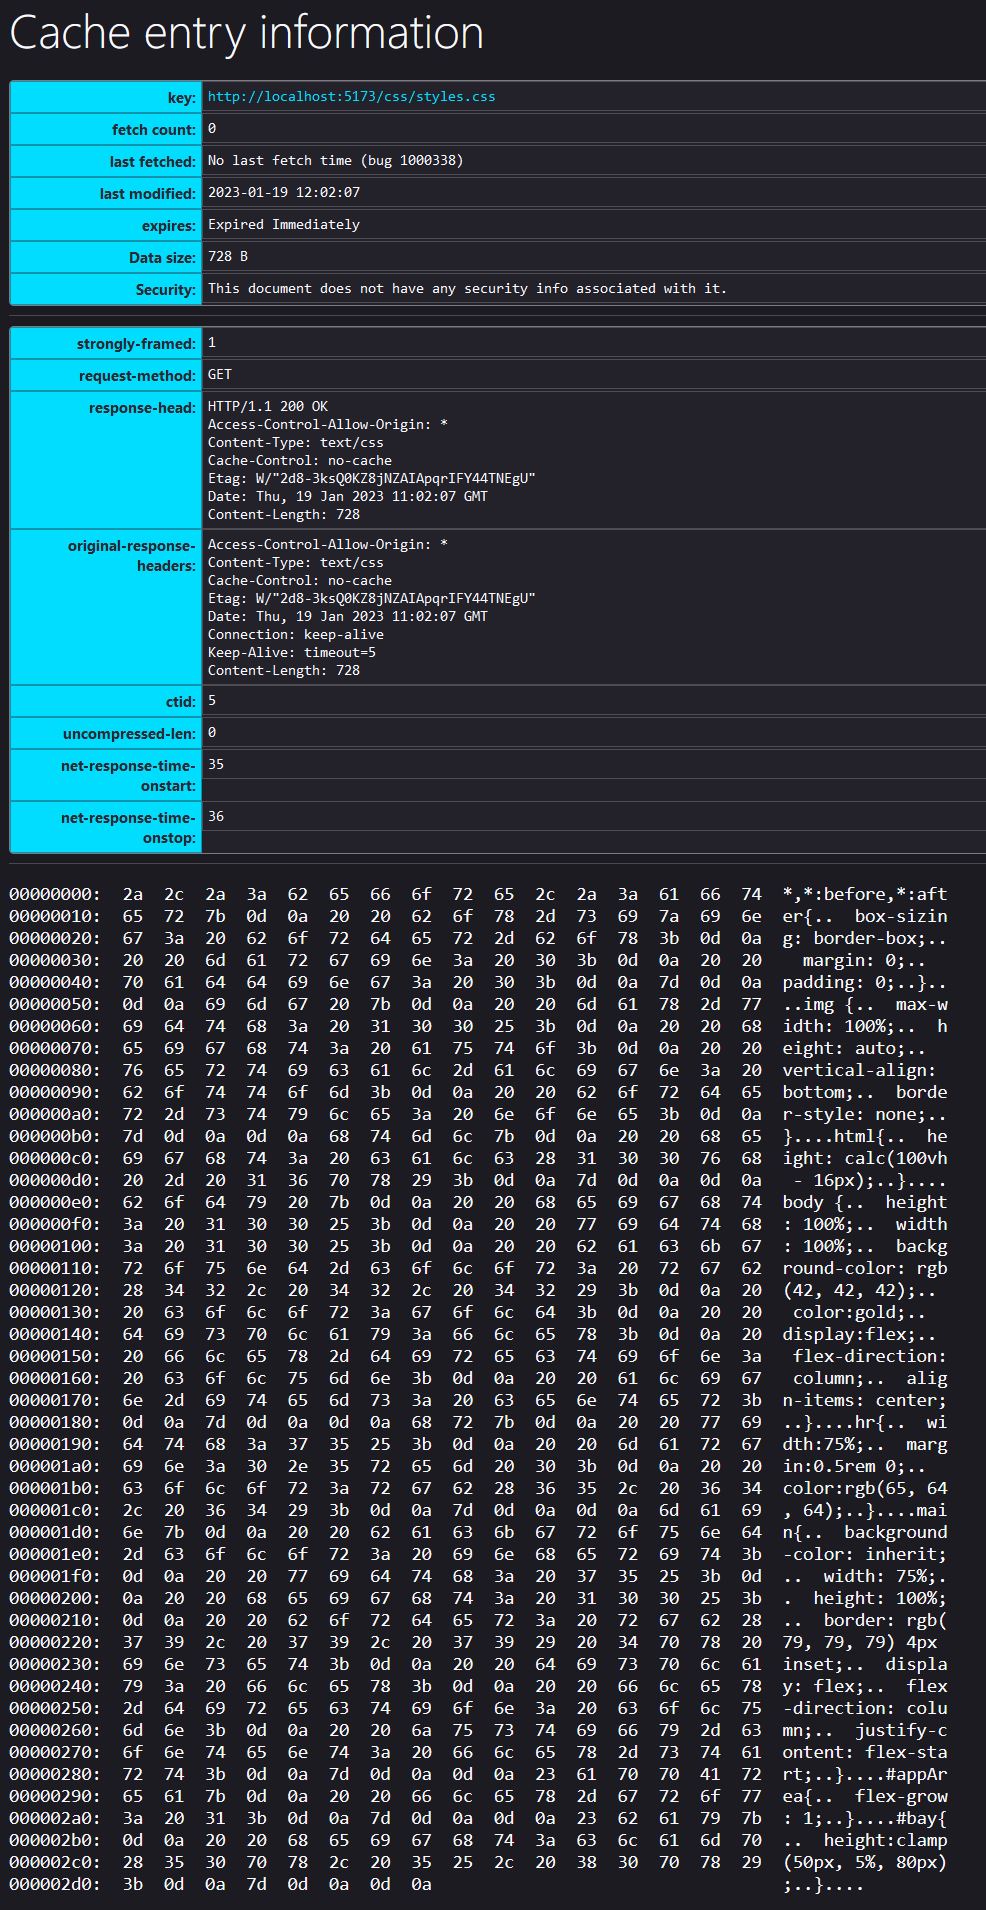 Cache entry information
key: http://localhost:5173/css/styles.css
fetch count: 0
last fetched: No last fetch time (bug 1000338)
last modified: 2023-01-19 12:02:07
expires: Expired Immediately
Data size: 728 B
Security: This document does not have any security info associated with it.
strongly-framed: 1
request-method: GET
response-head: HTTP/1.1 200 OK
Access-Control-Allow-Origin: *
Content-Type: text/css
Cache-Control: no-cache
Etag: W/"2d8-3ksQ0KZ8jNZAIApqrIFY44TNEgU"
Date: Thu, 19 Jan 2023 11:02:07 GMT
Content-Length: 728
original-response-headers: Access-Control-Allow-Origin: *
Content-Type: text/css
Cache-Control: no-cache
Etag: W/"2d8-3ksQ0KZ8jNZAIApqrIFY44TNEgU"
Date: Thu, 19 Jan 2023 11:02:07 GMT
Connection: keep-alive
Keep-Alive: timeout=5
Content-Length: 728
ctid: 5
uncompressed-len: 0
net-response-time-onstart: 35
net-response-time-onstop: 36
00000000: 2a 2c 2a 3a 62 65 66 6f 72 65 2c 2a 3a 61 66 74 *,*:before,*:aft
00000010: 65 72 7b 0d 0a 20 20 62 6f 78 2d 73 69 7a 69 6e er{..  box-sizin
00000020: 67 3a 20 62 6f 72 64 65 72 2d 62 6f 78 3b 0d 0a g: border-box;..
00000030: 20 20 6d 61 72 67 69 6e 3a 20 30 3b 0d 0a 20 20   margin: 0;..
00000040: 70 61 64 64 69 6e 67 3a 20 30 3b 0d 0a 7d 0d 0a padding: 0;..}..
00000050: 0d 0a 69 6d 67 20 7b 0d 0a 20 20 6d 61 78 2d 77 ..img {..  max-w
00000060: 69 64 74 68 3a 20 31 30 30 25 3b 0d 0a 20 20 68 idth: 100%;..  h
00000070: 65 69 67 68 74 3a 20 61 75 74 6f 3b 0d 0a 20 20 eight: auto;..
00000080: 76 65 72 74 69 63 61 6c 2d 61 6c 69 67 6e 3a 20 vertical-align:
00000090: 62 6f 74 74 6f 6d 3b 0d 0a 20 20 62 6f 72 64 65 bottom;..  borde
000000a0: 72 2d 73 74 79 6c 65 3a 20 6e 6f 6e 65 3b 0d 0a r-style: none;..
000000b0: 7d 0d 0a 0d 0a 68 74 6d 6c 7b 0d 0a 20 20 68 65 }....html{..  he
000000c0: 69 67 68 74 3a 20 63 61 6c 63 28 31 30 30 76 68 ight: calc(100vh
000000d0: 20 2d 20 31 36 70 78 29 3b 0d 0a 7d 0d 0a 0d 0a  - 16px);..}....
000000e0: 62 6f 64 79 20 7b 0d 0a 20 20 68 65 69 67 68 74 body {..  height
000000f0: 3a 20 31 30 30 25 3b 0d 0a 20 20 77 69 64 74 68 : 100%;..  width
00000100: 3a 20 31 30 30 25 3b 0d 0a 20 20 62 61 63 6b 67 : 100%;..  backg
00000110: 72 6f 75 6e 64 2d 63 6f 6c 6f 72 3a 20 72 67 62 round-color: rgb
00000120: 28 34 32 2c 20 34 32 2c 20 34 32 29 3b 0d 0a 20 (42, 42, 42);..
00000130: 20 63 6f 6c 6f 72 3a 67 6f 6c 64 3b 0d 0a 20 20  color:gold;..
00000140: 64 69 73 70 6c 61 79 3a 66 6c 65 78 3b 0d 0a 20 display:flex;..
00000150: 20 66 6c 65 78 2d 64 69 72 65 63 74 69 6f 6e 3a  flex-direction:
00000160: 20 63 6f 6c 75 6d 6e 3b 0d 0a 20 20 61 6c 69 67  column;..  alig
00000170: 6e 2d 69 74 65 6d 73 3a 20 63 65 6e 74 65 72 3b n-items: center;
00000180: 0d 0a 7d 0d 0a 0d 0a 68 72 7b 0d 0a 20 20 77 69 ..}....hr{..  wi
00000190: 64 74 68 3a 37 35 25 3b 0d 0a 20 20 6d 61 72 67 dth:75%;..  marg
000001a0: 69 6e 3a 30 2e 35 72 65 6d 20 30 3b 0d 0a 20 20 in:0.5rem 0;..
000001b0: 63 6f 6c 6f 72 3a 72 67 62 28 36 35 2c 20 36 34 color:rgb(65, 64
000001c0: 2c 20 36 34 29 3b 0d 0a 7d 0d 0a 0d 0a 6d 61 69 , 64);..}....mai
000001d0: 6e 7b 0d 0a 20 20 62 61 63 6b 67 72 6f 75 6e 64 n{..  background
000001e0: 2d 63 6f 6c 6f 72 3a 20 69 6e 68 65 72 69 74 3b -color: inherit;
000001f0: 0d 0a 20 20 77 69 64 74 68 3a 20 37 35 25 3b 0d ..  width: 75%;.
00000200: 0a 20 20 68 65 69 67 68 74 3a 20 31 30 30 25 3b .  height: 100%;
00000210: 0d 0a 20 20 62 6f 72 64 65 72 3a 20 72 67 62 28 ..  border: rgb(
00000220: 37 39 2c 20 37 39 2c 20 37 39 29 20 34 70 78 20 79, 79, 79) 4px
00000230: 69 6e 73 65 74 3b 0d 0a 20 20 64 69 73 70 6c 61 inset;..  displa
00000240: 79 3a 20 66 6c 65 78 3b 0d 0a 20 20 66 6c 65 78 y: flex;..  flex
00000250: 2d 64 69 72 65 63 74 69 6f 6e 3a 20 63 6f 6c 75 -direction: colu
00000260: 6d 6e 3b 0d 0a 20 20 6a 75 73 74 69 66 79 2d 63 mn;..  justify-c
00000270: 6f 6e 74 65 6e 74 3a 20 66 6c 65 78 2d 73 74 61 ontent: flex-sta
00000280: 72 74 3b 0d 0a 7d 0d 0a 0d 0a 23 61 70 70 41 72 rt;..}....#appAr
00000290: 65 61 7b 0d 0a 20 20 66 6c 65 78 2d 67 72 6f 77 ea{..  flex-grow
000002a0: 3a 20 31 3b 0d 0a 7d 0d 0a 0d 0a 23 62 61 79 7b : 1;..}....#bay{
000002b0: 0d 0a 20 20 68 65 69 67 68 74 3a 63 6c 61 6d 70 ..  height:clamp
000002c0: 28 35 30 70 78 2c 20 35 25 2c 20 38 30 70 78 29 (50px, 5%, 80px)
000002d0: 3b 0d 0a 7d 0d 0a 0d 0a ;..}....